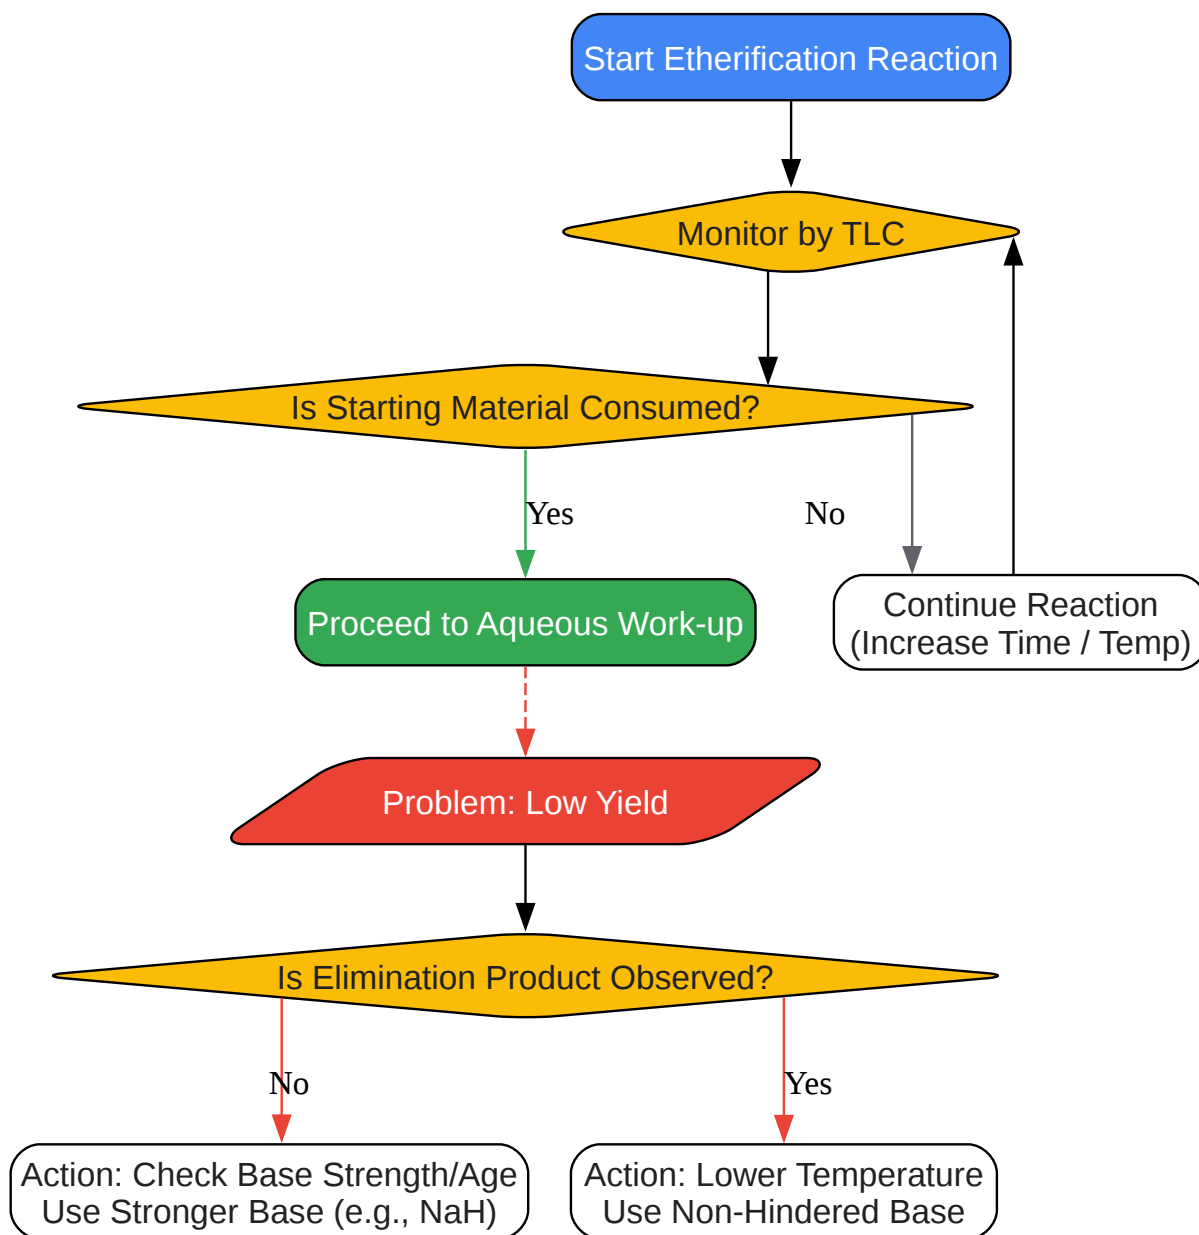 Start Etherification Reaction
Monitor by TLC
Is Starting Material Consumed?
Yes
No
Proceed to Aqueous Work-up
Continue Reaction
(Increase Time / Temp)
Problem: Low Yield
Is Elimination Product Observed?
No
Yes
Action: Check Base Strength/Age
Use Stronger Base (e.g., NaH)
Action: Lower Temperature
Use Non-Hindered Base